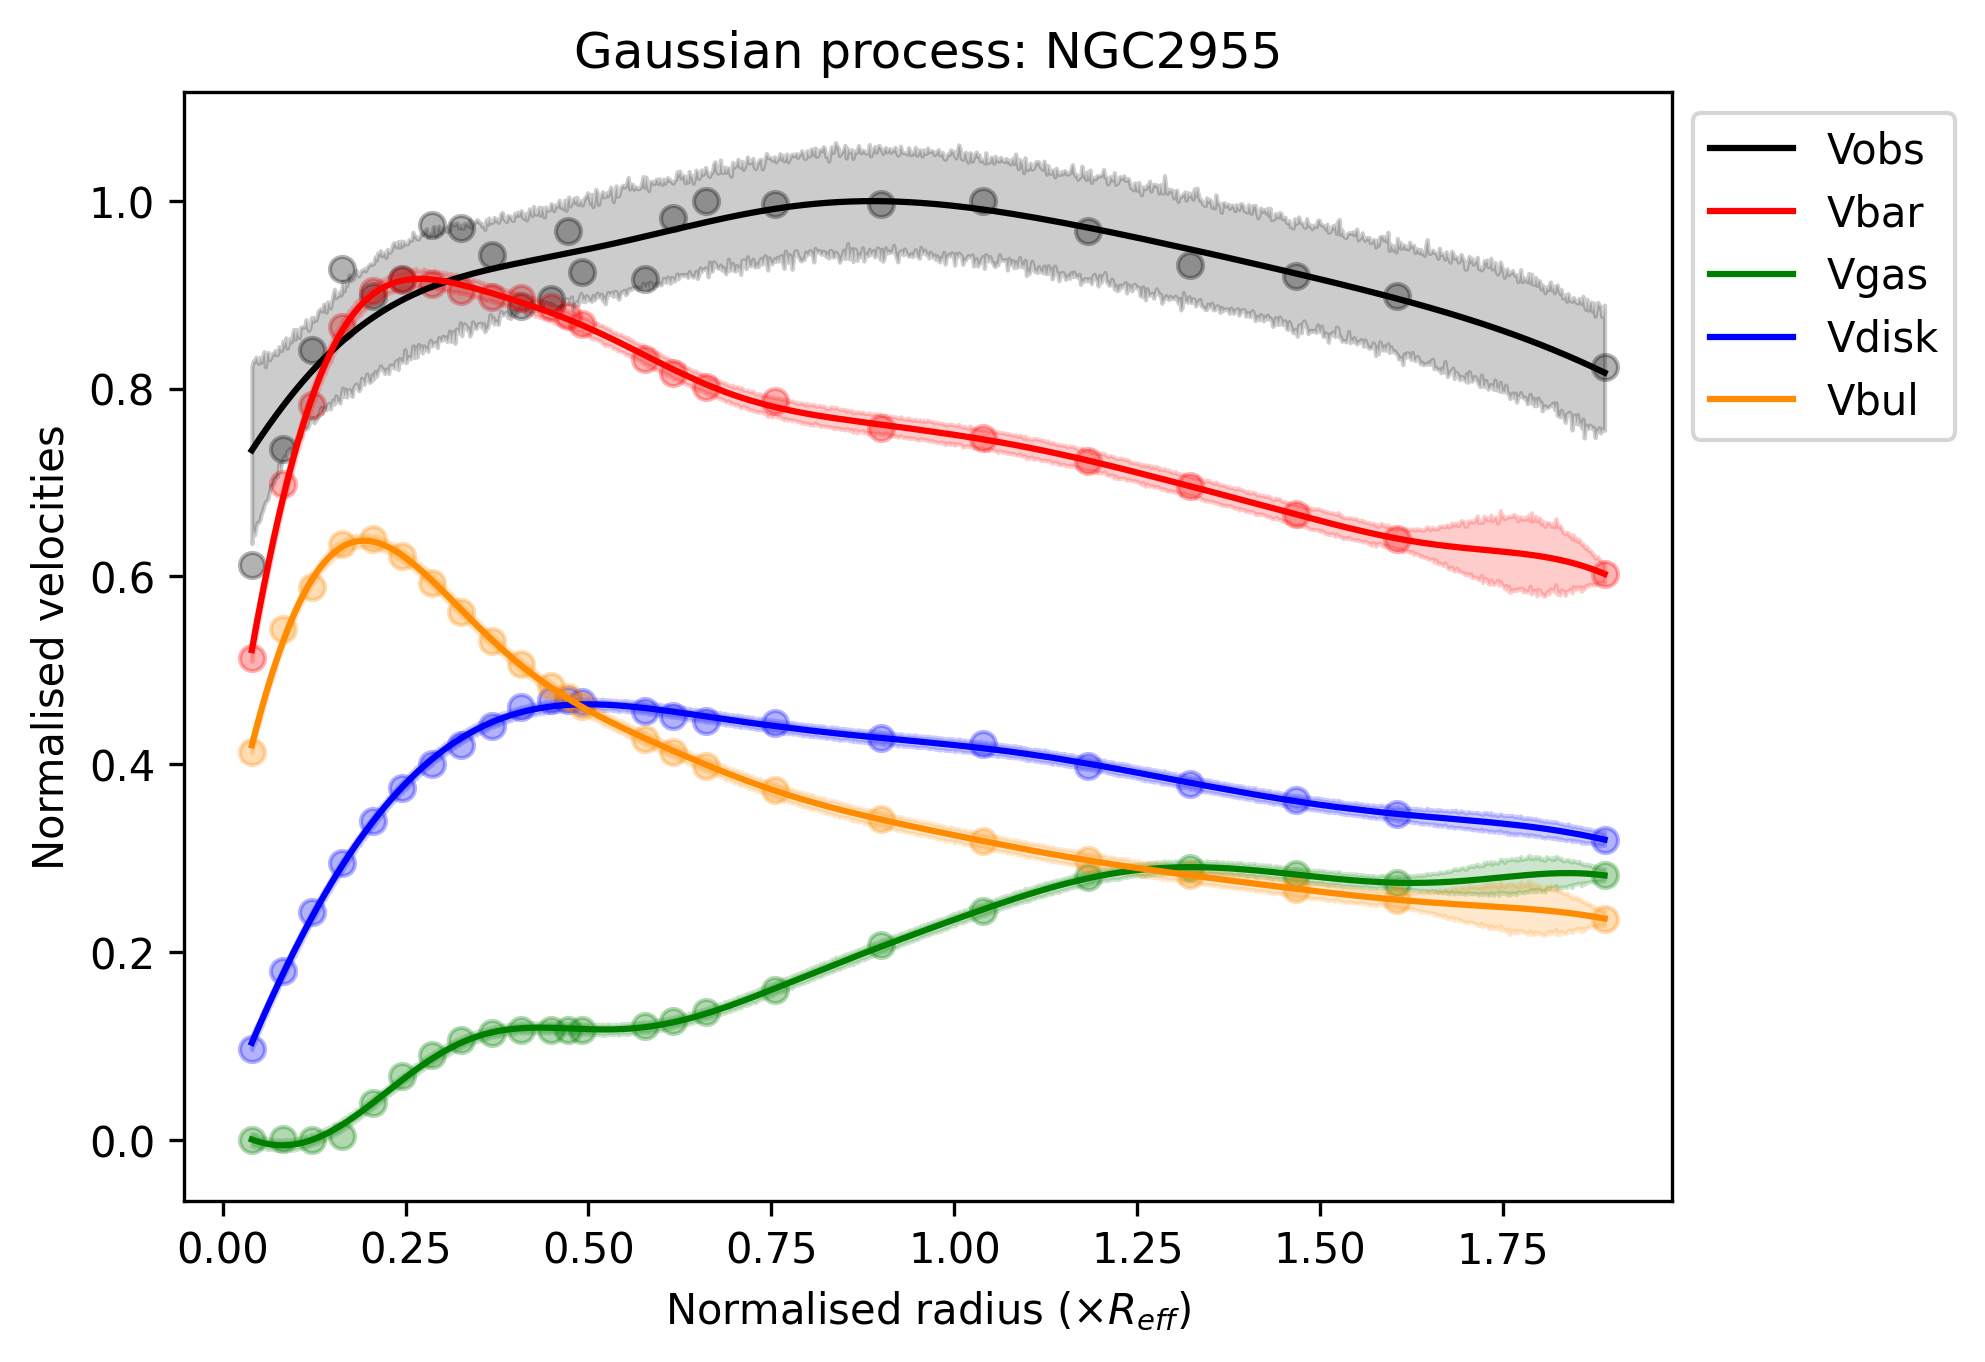 Gaussian process: NGC2955
Vobs
Vbar
Vgas
Vdisk
Vbul
Normalised velocities
1.0
0.8
0.6
0.4
0.2
0.0
0.00 0.25 0.50 0.75 1.00 1.25 1.50 1.75
Normalised radius (×R_eff)